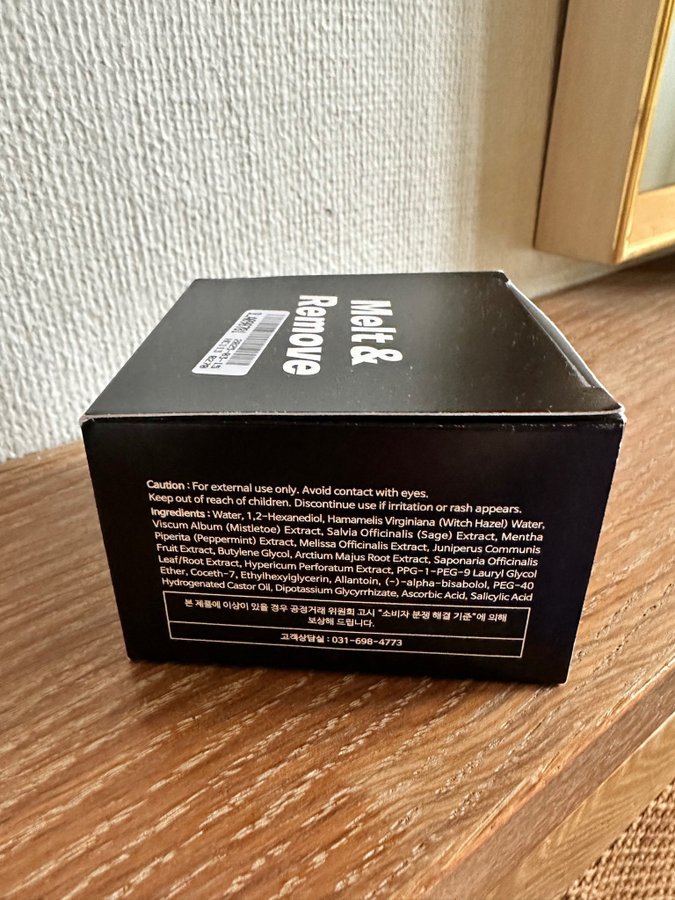 Melt &
Remove
Caution : For external use only. Avoid contact with eyes.
Keep out of reach of children. Discontinue use if irritation or rash appears.
Ingredients : Water, 1,2-Hexanediol, Hamamelis Virginiana (Witch Hazel) Water,
Viscum Album (Mistletoe) Extract, Salvia Officinalis (Sage) Extract, Mentha
Piperita (Peppermint) Extract, Melissa Officinalis Extract, Juniperus Communis
Fruit Extract, Butylene Glycol, Arctium Majus Root Extract, Saponaria Officinalis
Leaf/Root Extract, Hypericum Perforatum Extract, PPG-1-PEG-9 Lauryl Glycol
Ether, Coceth-7, Ethylhexylglycerin, Allantoin, (-)-alpha-bisabolol, PEG-40
Hydrogenated Castor Oil, Dipotassium Glycyrrhizate, Ascorbic Acid, Salicylic Acid
본 제품에 이상이 있을 경우 공정거래 위원회 고시 "소비자 분쟁 해결 기준"에 의해
보상해 드립니다.
고객상담실 : 031-698-4773